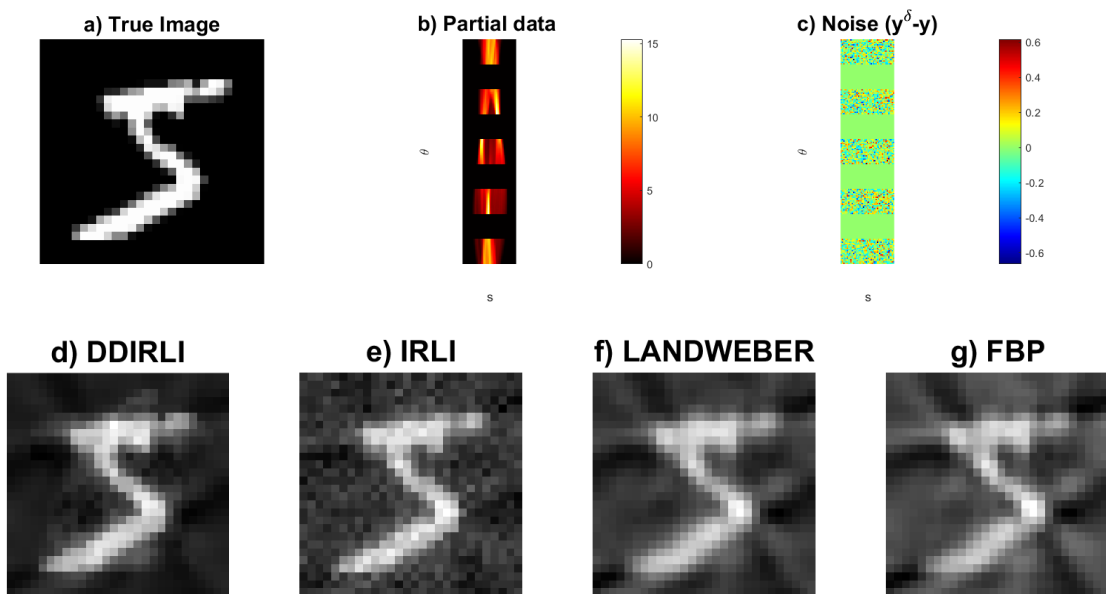 a) True Image
b) Partial data
c) Noise (y^δ-y)
15
10
5
0
θ
s
0.6
0.4
0.2
0
-0.2
-0.4
-0.6
θ
s
d) DDIRLI
e) IRLI
f) LANDWEBER
g) FBP